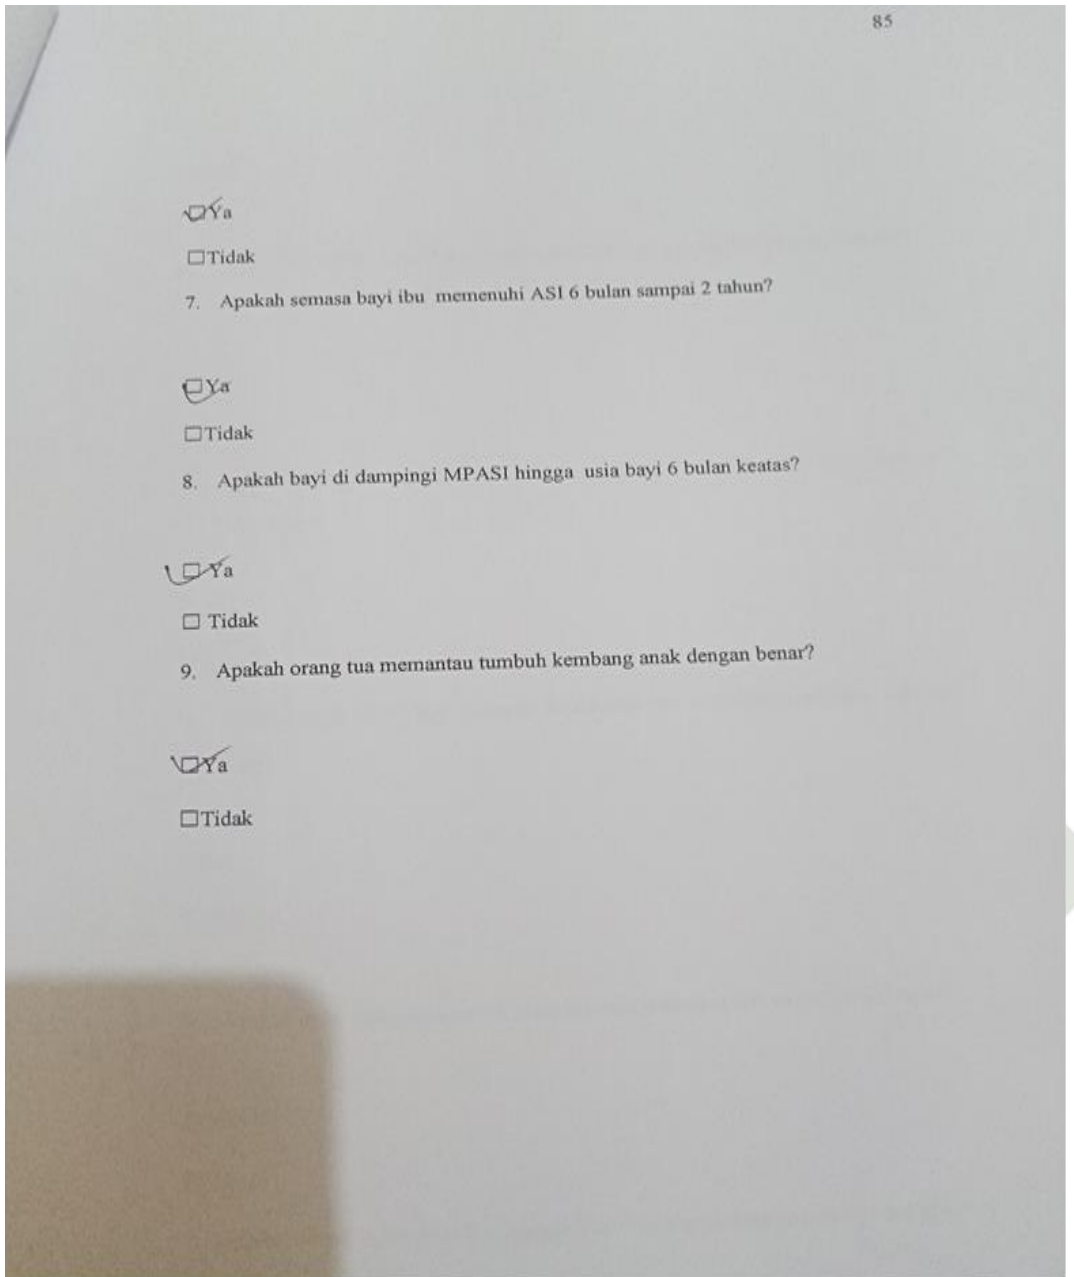 85
☑Ya
☐Tidak
7. Apakah semasa bayi ibu memenuhi ASI 6 bulan sampai 2 tahun?
☑Ya
☐Tidak
8. Apakah bayi di dampingi MPASI hingga usia bayi 6 bulan keatas?
☑ Ya
☐ Tidak
9. Apakah orang tua memantau tumbuh kembang anak dengan benar?
☑Ya
☐Tidak